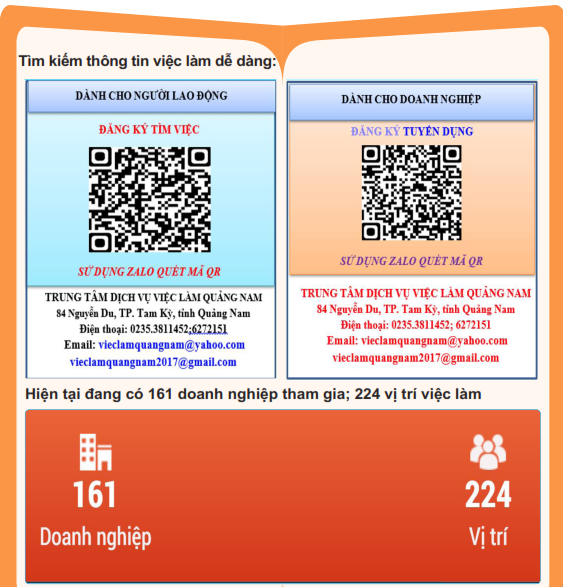 Tìm kiếm thông tin việc làm dễ dàng:
DÀNH CHO NGƯỜI LAO ĐỘNG
ĐĂNG KÝ TÌM VIỆC
SỬ DỤNG ZALO QUÉT MÃ QR
TRUNG TÂM DỊCH VỤ VIỆC LÀM QUẢNG NAM
84 Nguyễn Du, TP. Tam Kỳ, tỉnh Quảng Nam
Điện thoại: 0235.3811452;6272151
Email: vieclamquangnam@yahoo.com
vieclamquangnam2017@gmail.com
DÀNH CHO DOANH NGHIỆP
ĐĂNG KÝ TUYỂN DỤNG
SỬ DỤNG ZALO QUÉT MÃ QR
TRUNG TÂM DỊCH VỤ VIỆC LÀM QUẢNG NAM
84 Nguyễn Du, TP. Tam Kỳ, tỉnh Quảng Nam
Điện thoại: 0235.3811452; 6272151
Email: vieclamquangnam@yahoo.com
vieclamquangnam2017@gmail.com
Hiện tại đang có 161 doanh nghiệp tham gia; 224 vị trí việc làm
161
Doanh nghiệp
224
Vị trí